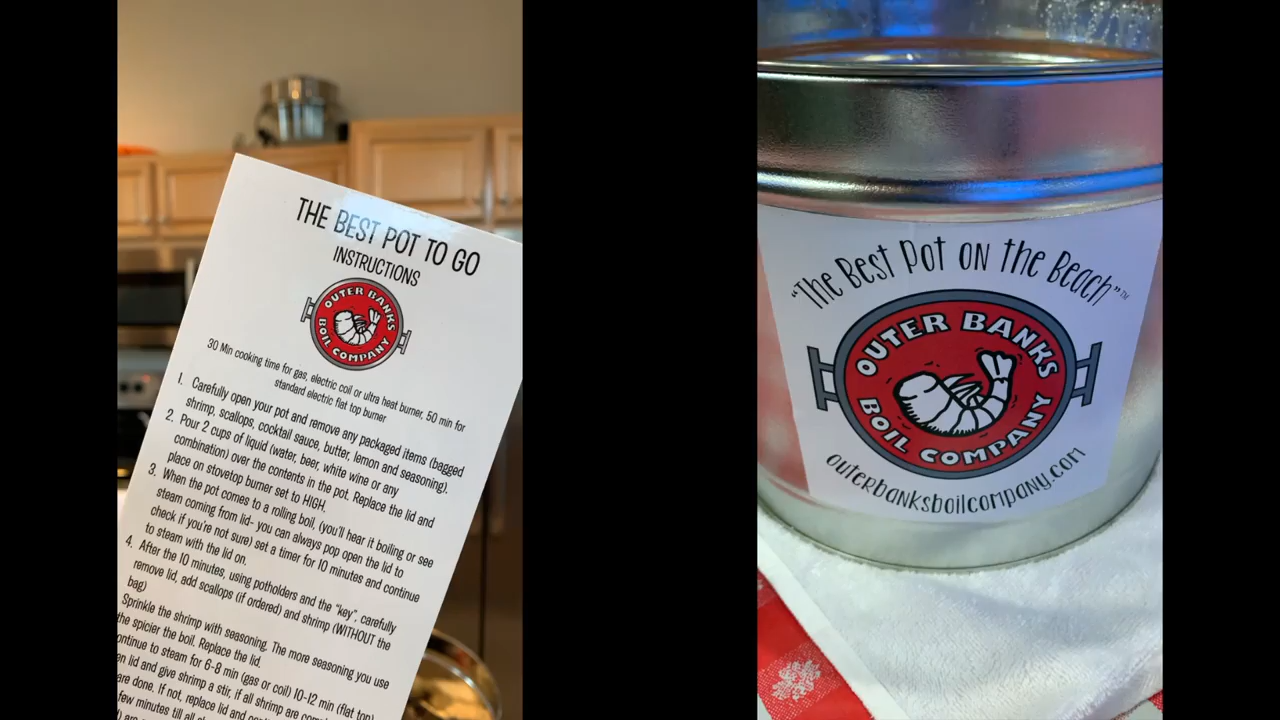 THE BEST POT TO GO
INSTRUCTIONS
OUTER BANKS
BOIL COMPANY
30 Min cooking time for gas, electric coil or ultra heat burner, 50 min for
standard electric flat top burner
1. Carefully open your pot and remove any packaged items (bagged
shrimp, scallops, cocktail sauce, butter, lemon and seasoning).
2. Pour 2 cups of liquid (water, beer, white wine or any
combination) over the contents in the pot. Replace the lid and
place on stovetop burner set to HIGH.
3. When the pot comes to a rolling boil, (you'll hear it boiling or see
steam coming from lid- you can always pop open the lid to
check if you're not sure) set a timer for 10 minutes and continue
to steam with the lid on.
4. After the 10 minutes, using potholders and the "key", carefully
remove lid, add scallops (if ordered) and shrimp (WITHOUT the
bag)
Sprinkle the shrimp with seasoning. The more seasoning you use
the spicier the boil. Replace the lid.
ontinue to steam for 6-8 min (gas or coil) 10-12 min (flat top)
en lid and give shrimp a stir, if all shrimp are
are done. If not, replace lid and
few minutes till all
"The Best Pot on the Beach"™
OUTER BANKS
BOIL COMPANY
outerbanksboilcompany.com